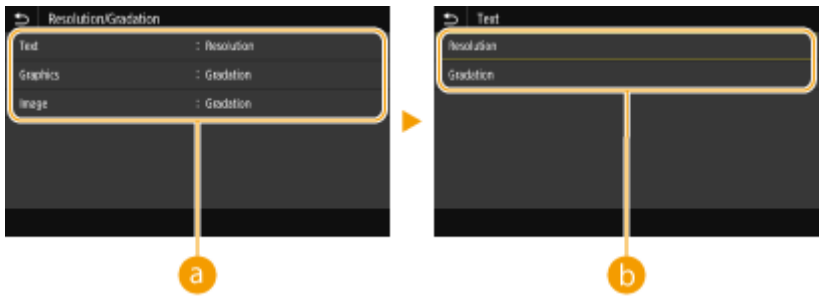 Resolution/Gradation
Text : Resolution
Graphics : Gradation
Image : Gradation
a
Text
Resolution
Gradation
b